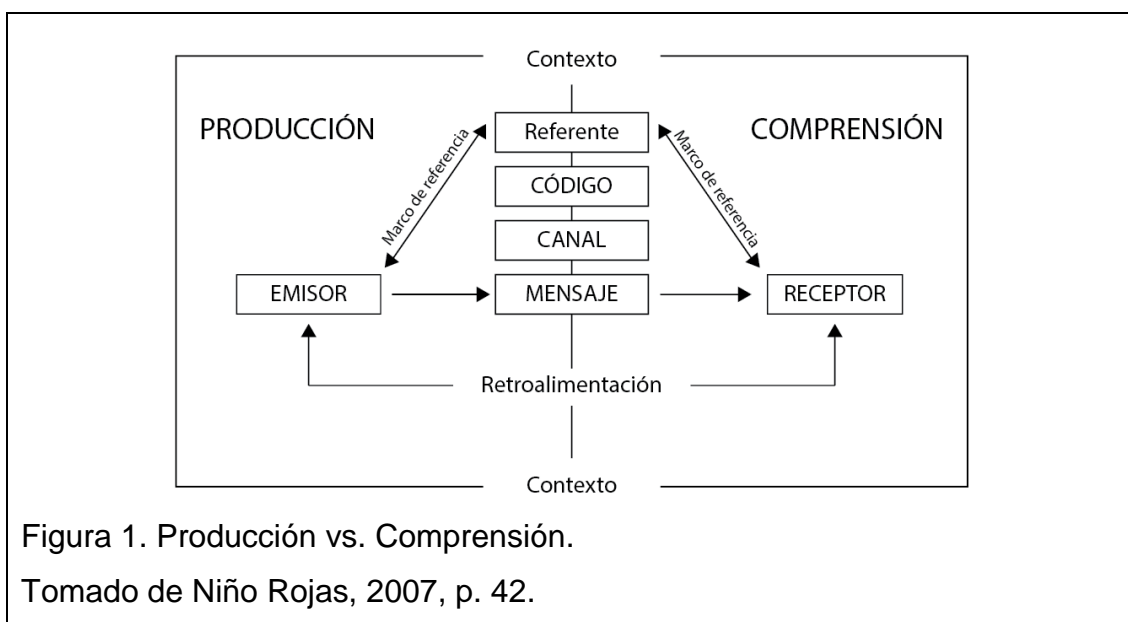 Contexto
PRODUCCIÓN
COMPRENSIÓN
Referente
Marco de referencia
Marco de referencia
CÓDIGO
CANAL
EMISOR
MENSAJE
RECEPTOR
Retroalimentación
Contexto
Figura 1. Producción vs. Comprensión.
Tomado de Niño Rojas, 2007, p. 42.